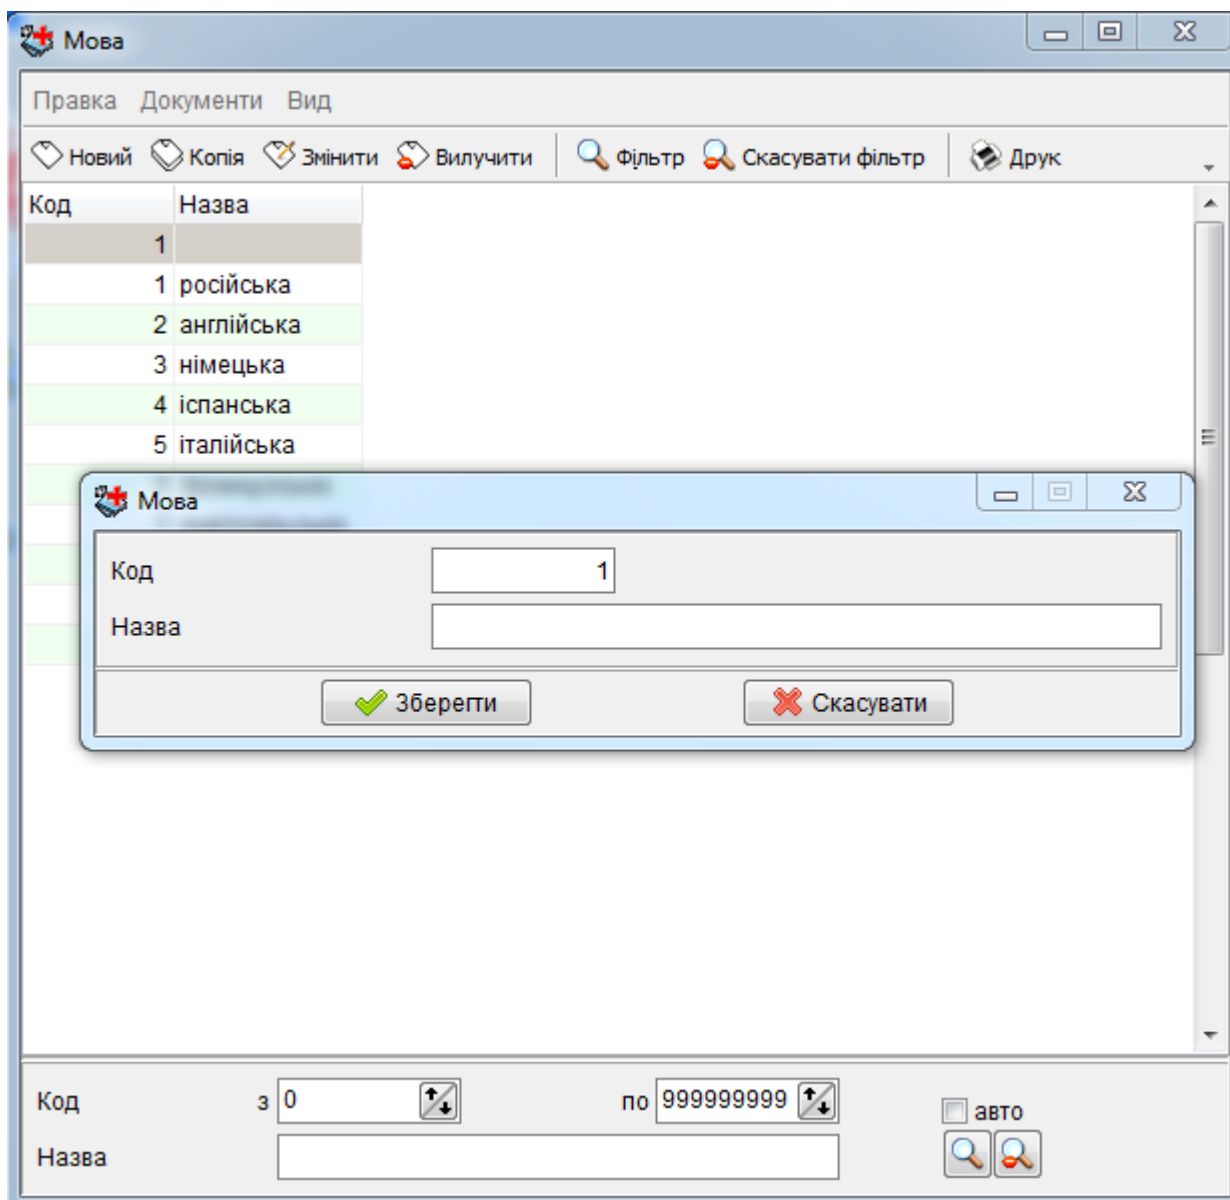 Мова
Правка Документи Вид
Новий Копія Змінити Вилучити Фільтр Скасувати фільтр Друк
Код Назва
1
1 російська
2 англійська
3 німецька
4 іспанська
5 італійська
Мова
Код 1
Назва
Зберегти Скасувати
Код з 0 по 999999999 авто
Назва